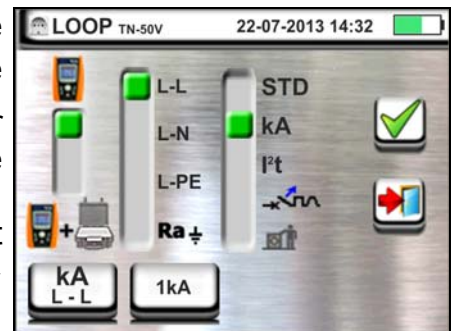 LOOP TN-50V 22-07-2013 14:32
L-L
L-N
L-PE
Ra
STD
kA
I²t
kA
L - L
1kA